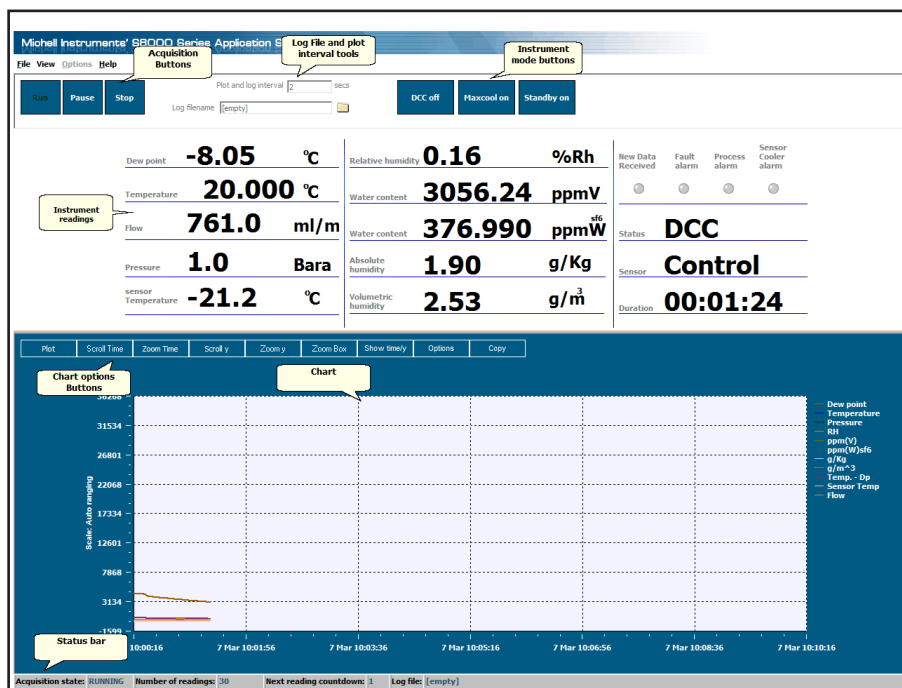 Michell Instruments' S8000 Series Application S
Log File and plot
interval tools
Acquisition
Buttons
Instrument
mode buttons
File View Options Help
Run Pause Stop
Plot and log interval 2 secs
Log filename [empty]
DCC off Maxcool on Standby on
Dew point -8.05 °C
Temperature 20.000 °C
Flow 761.0 ml/m
Pressure 1.0 Bara
sensor
Temperature -21.2 °C
Instrument
readings
Relative humidity 0.16 %Rh
Water content 3056.24 ppmV
Water content 376.990 ppmW sf6
Absolute
humidity 1.90 g/Kg
Volumetric
humidity 2.53 g/m3
New Data
Received
Fault
alarm
Process
alarm
Sensor
Cooler
alarm
Status DCC
Sensor Control
Duration 00:01:24
Plot Scroll Time Zoom Time Scroll y Zoom y Zoom Box Show time/y Options Copy
Chart options
Buttons
Chart
Scale: Auto ranging
36268
31534
26801
22068
17334
12601
7868
3134
-1599
10:00:16 7 Mar 10:01:56 7 Mar 10:03:36 7 Mar 10:05:16 7 Mar 10:06:56 7 Mar 10:08:36 7 Mar 10:10:16
Dew point
Temperature
Pressure
RH
ppm(V)
ppm(W)sf6
g/Kg
g/m^3
Temp. - Dp
Sensor Temp
Flow
Status bar
Acquisition state: RUNNING Number of readings: 30 Next reading countdown: 1 Log file: [empty]